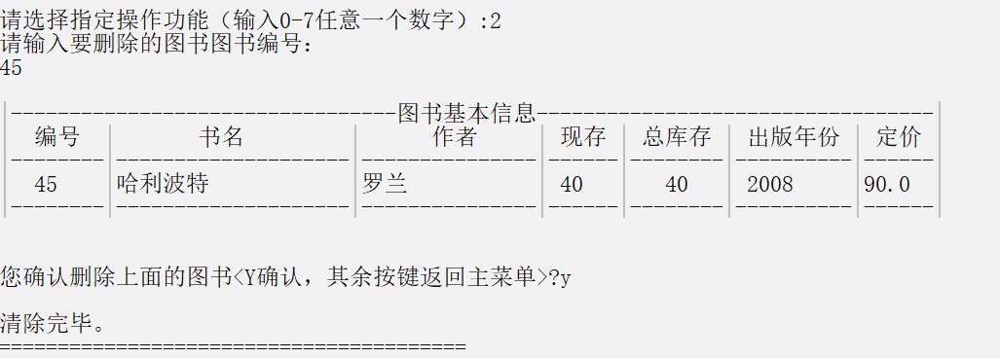 请选择指定操作功能（输入0-7任意一个数字）:2
请输入要删除的图书图书编号：
45
|---------------------------------图书基本信息----------------------------------|
|  编号  |       书名         |      作者     | 现存 | 总库存 | 出版年份 | 定价 |
|--------|--------------------|---------------|------|--------|----------|------|
|  45    |哈利波特            |罗兰           | 40   |   40   | 2008     |90.0  |
|--------|--------------------|---------------|------|--------|----------|------|
您确认删除上面的图书<Y确认，其余按键返回主菜单>?y
清除完毕。
========================================